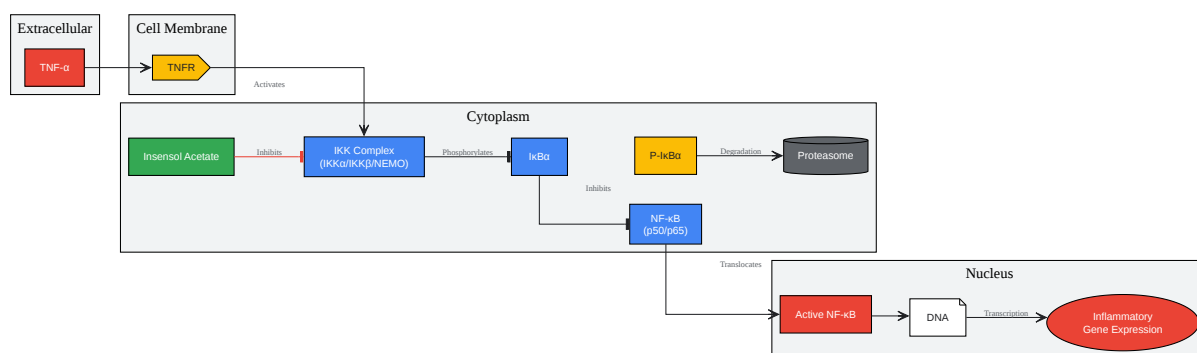 Extracellular
TNF-α
Cell Membrane
TNFR
Activates
Cytoplasm
Insensol Acetate
Inhibits
IKK Complex
(IKKα/IKKβ/NEMO)
Phosphorylates
IκBα
P-IκBα
Degradation
Proteasome
Inhibits
NF-κB
(p50/p65)
Translocates
Nucleus
Active NF-κB
DNA
Transcription
Inflammatory
Gene Expression